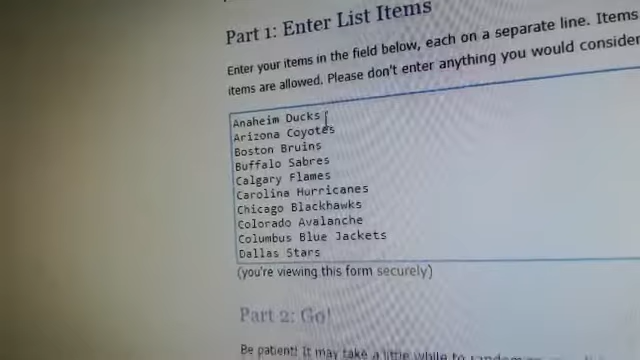 Part 1: Enter List Items
Enter your items in the field below, each on a separate line. Items
items are allowed. Please don't enter anything you would consider
Anaheim Ducks
Arizona Coyotes
Boston Bruins
Buffalo Sabres
Calgary Flames
Carolina Hurricanes
Chicago Blackhawks
Colorado Avalanche
Columbus Blue Jackets
Dallas Stars
(you're viewing this form securely)
Part 2: Go!
Be patient! It may take a little while to